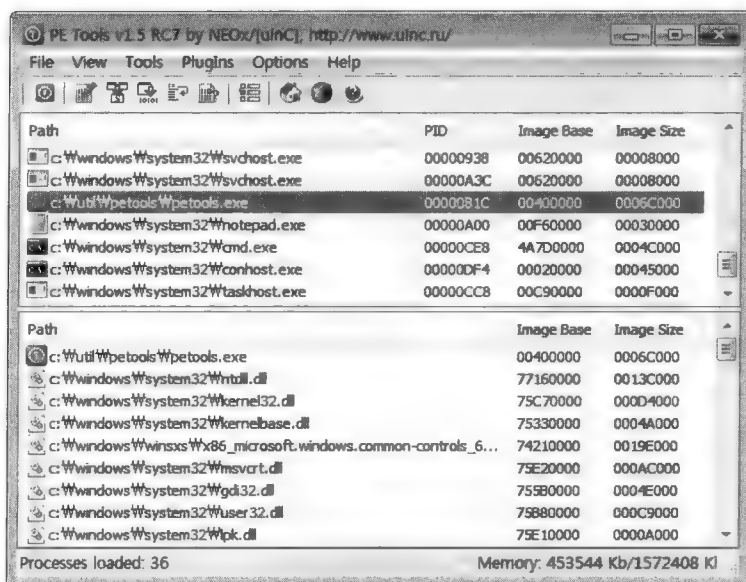 PE Tools v1.5 RC7 by NEOx/[uinC], http://www.uinc.ru/
File View Tools Plugins Options Help
Path PID Image Base Image Size
c:₩windows₩system32₩svchost.exe 00000938 00620000 00008000
c:₩windows₩system32₩svchost.exe 00000A3C 00620000 00008000
c:₩util₩petools₩petools.exe 0000081C 00400000 0006C000
c:₩windows₩system32₩notepad.exe 00000A00 00F60000 00030000
c:₩windows₩system32₩cmd.exe 00000CE8 4A7D0000 0004C000
c:₩windows₩system32₩conhost.exe 00000DF4 00020000 00045000
c:₩windows₩system32₩taskhost.exe 00000CC8 00C90000 0000F000
Path Image Base Image Size
c:₩util₩petools₩petools.exe 00400000 0006C000
c:₩windows₩system32₩ntdll.dll 77160000 0013C000
c:₩windows₩system32₩kernel32.dll 75C70000 000D4000
c:₩windows₩system32₩kernelbase.dll 75330000 0004A000
c:₩windows₩winsxs₩x86_microsoft.windows.common-controls_6... 74210000 0019E000
c:₩windows₩system32₩msvcrt.dll 75E20000 000AC000
c:₩windows₩system32₩gdi32.dll 755B0000 0004E000
c:₩windows₩system32₩user32.dll 75B80000 000C9000
c:₩windows₩system32₩lpk.dll 75E10000 0000A000
Processes loaded: 36 Memory: 453544 Kb/1572408 K